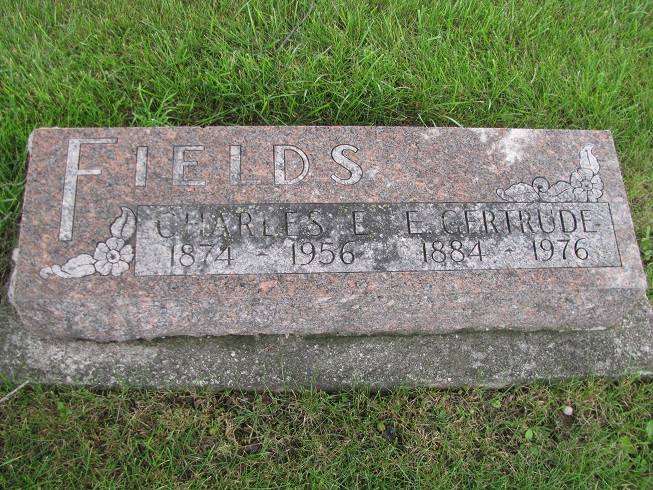 FIELDS
CHARLES E. E. GERTRUDE
1874 - 1956 1884 - 1976